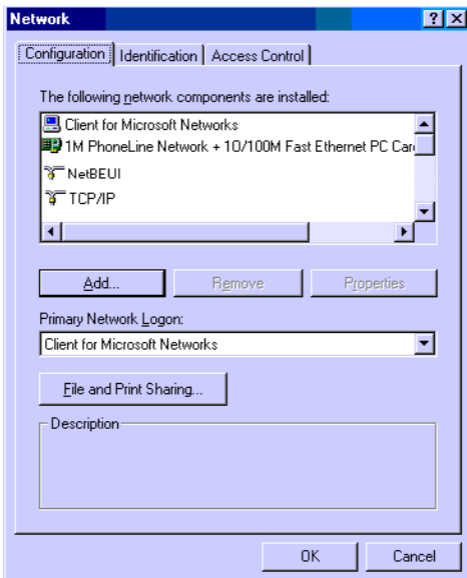 Network
Configuration Identification Access Control
The following network components are installed:
Client for Microsoft Networks
1M PhoneLine Network + 10/100M Fast Ethernet PC
NetBEUI
TCP/IP
Add... Remove Properties
Primary Network Logon:
Client for Microsoft Networks
File and Print Sharing...
Description
OK Cancel